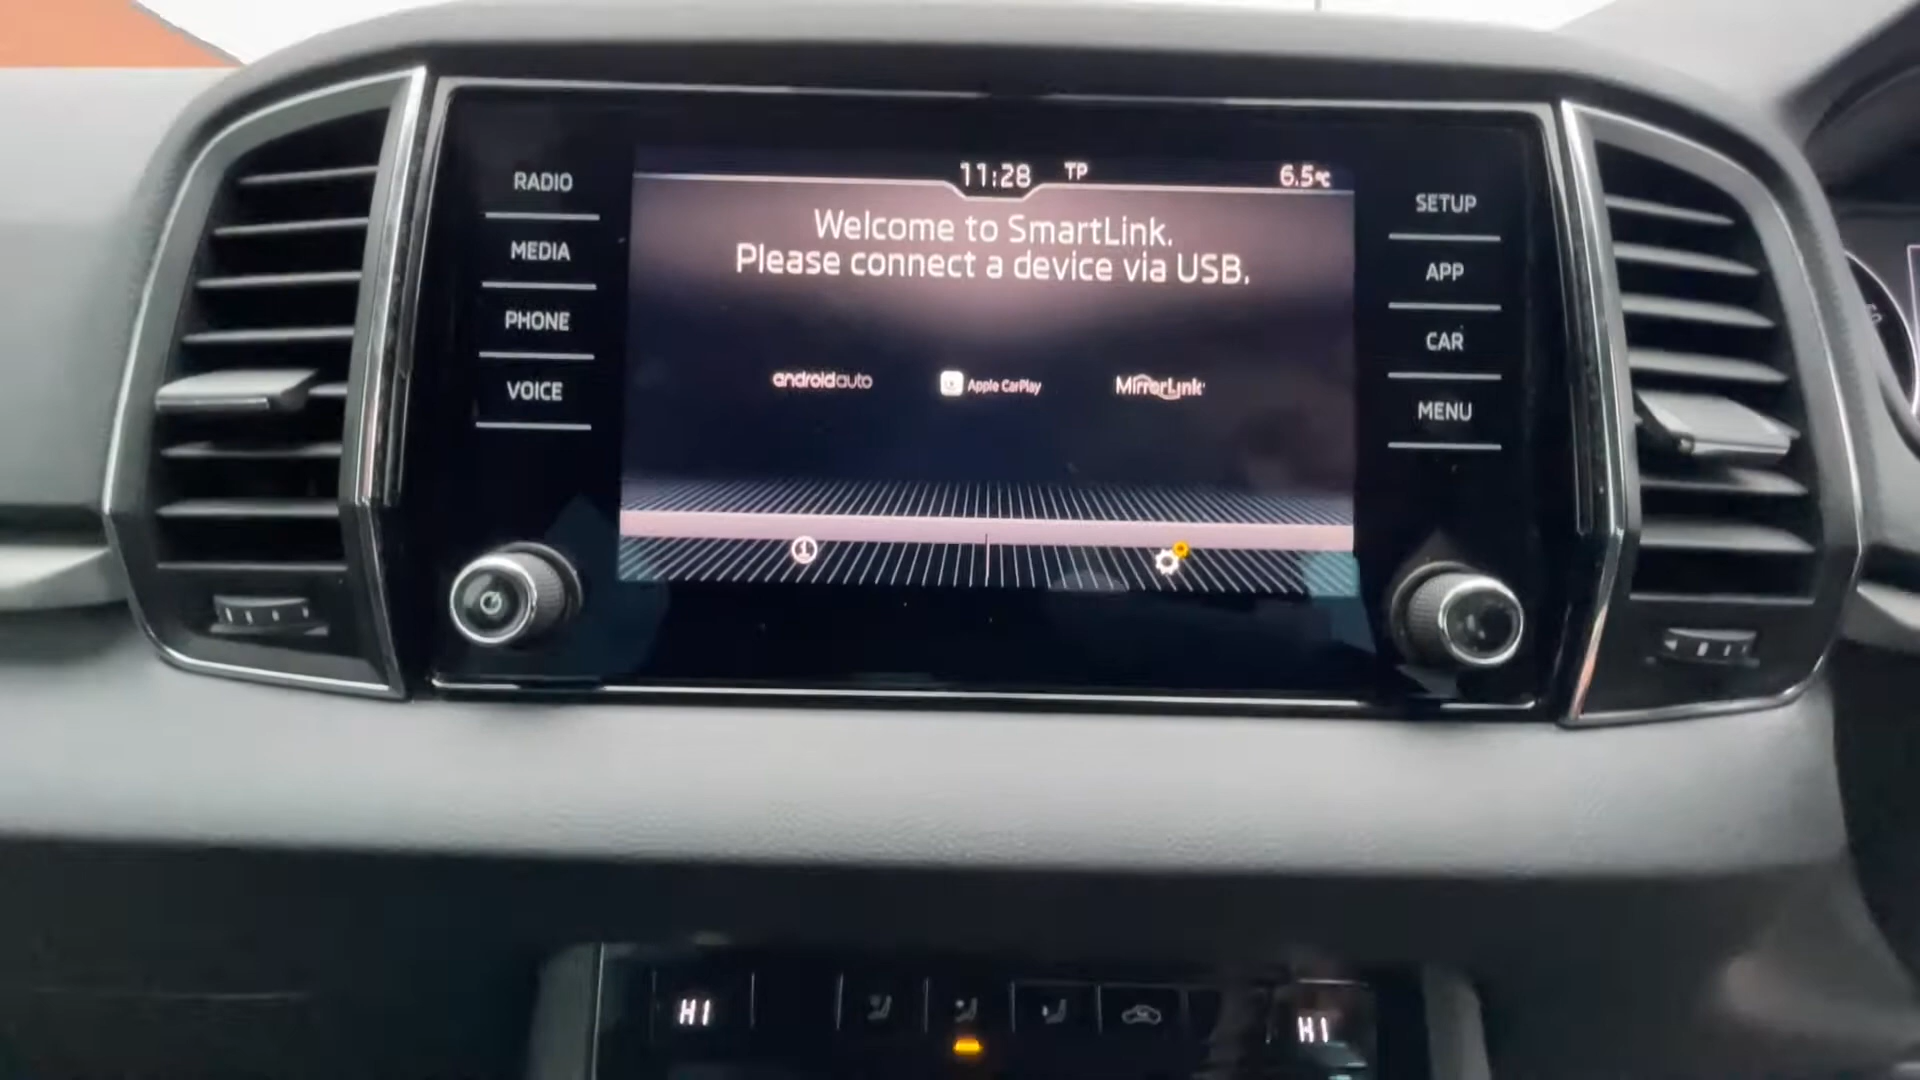 11:28 TP 6.5°C
RADIO
MEDIA
PHONE
VOICE
Welcome to SmartLink.
Please connect a device via USB.
androidauto Apple CarPlay MirrorLink
SETUP
APP
CAR
MENU
HI HI